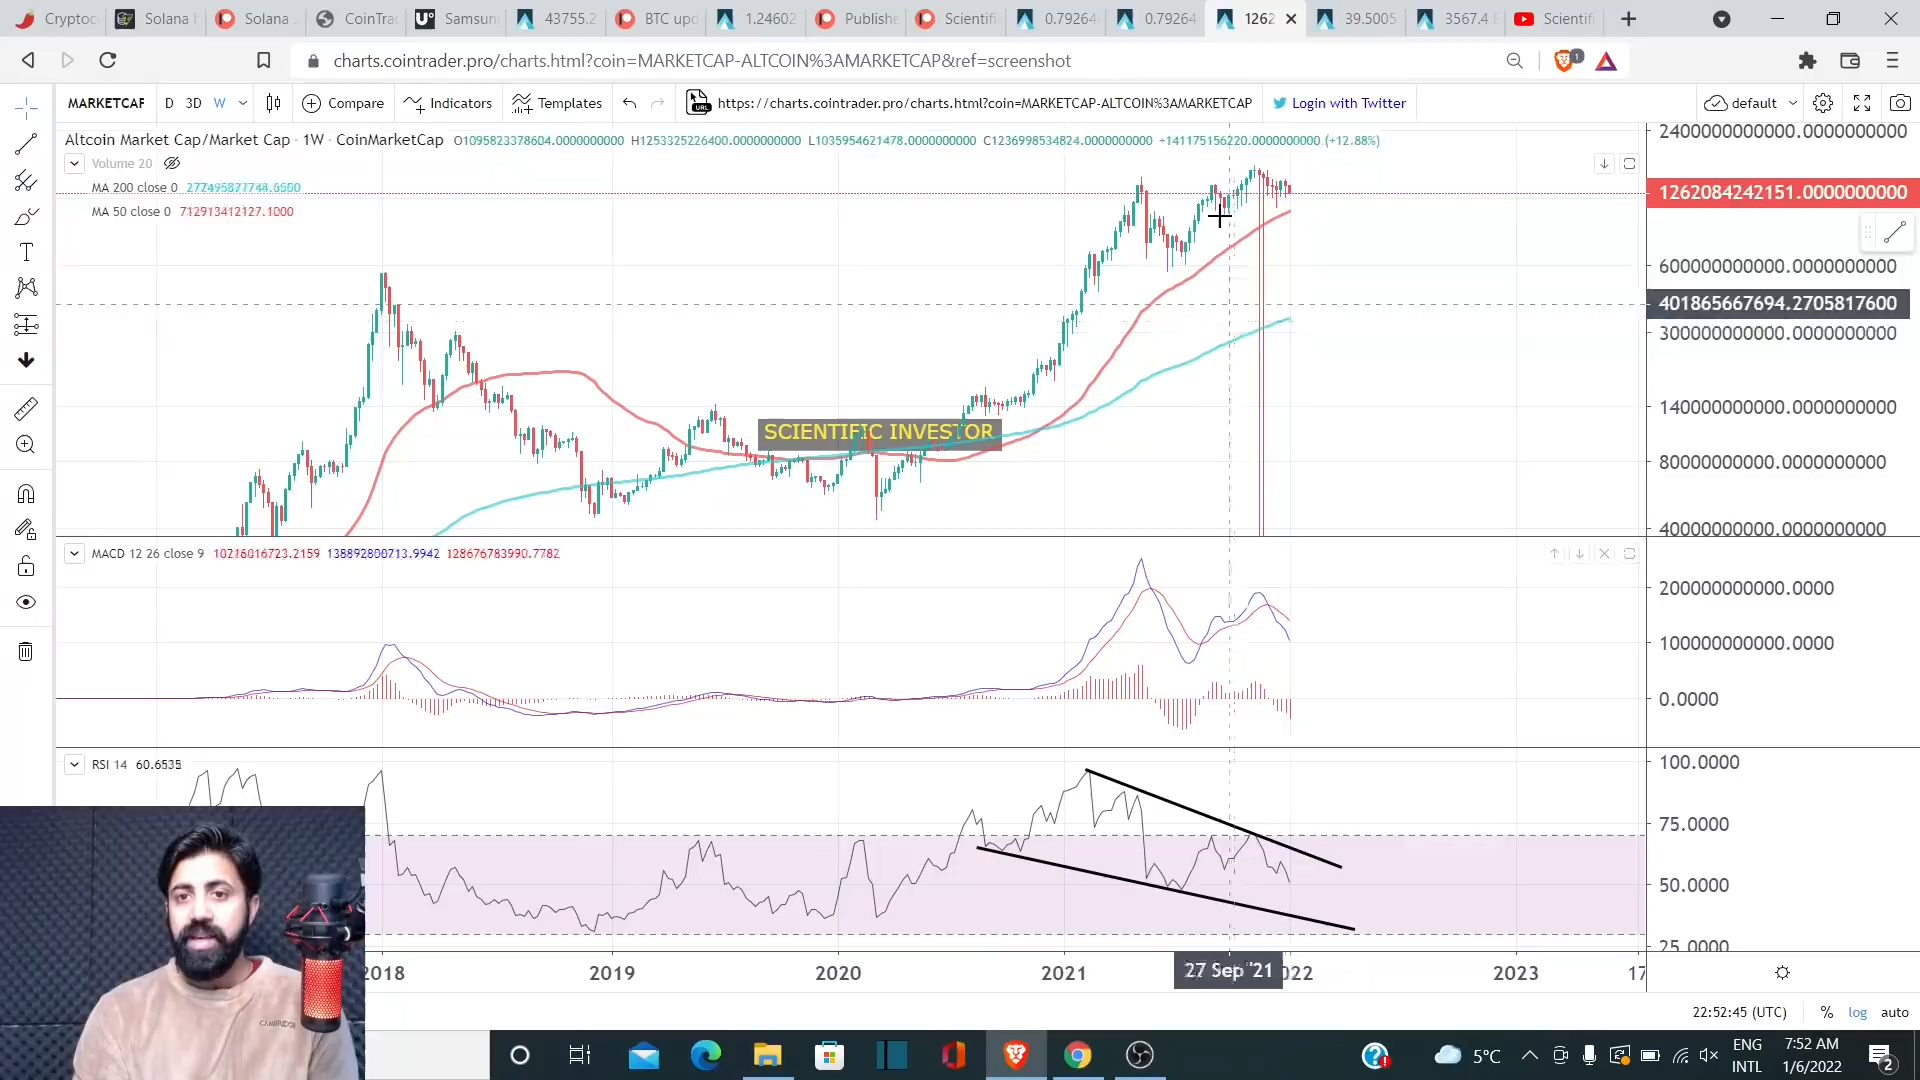 Cryptoc
Solana
Solana
CoinTra
Samsun
43755.2
BTC upd
1.24602
Publishe
Scientifi
0.79264
0.79264
1262
39.5005
3567.4
Scientifi
charts.cointrader.pro/charts.html?coin=MARKETCAP-ALTCOIN%3AMARKETCAP&ref=screenshot
MARKETCAP D 3D W Compare Indicators Templates URL https://charts.cointrader.pro/charts.html?coin=MARKETCAP-ALTCOIN%3AMARKETCAP Login with Twitter default
Altcoin Market Cap/Market Cap · 1W · CoinMarketCap O1095823378604.0000000000 H1253325226400.0000000000 L1035954621478.0000000000 C1236998534824.0000000000 +141175156220.0000000000 (+12.88%)
Volume 20
MA 200 close 0
MA 50 close 0 712913412127.1000
2400000000000.0000000000
1262084242151.0000000000
600000000000.0000000000
401865667694.2705817600
300000000000.0000000000
140000000000.0000000000
80000000000.0000000000
40000000000.0000000000
SCIENTIFIC INVESTOR
MACD 12 26 close 9 10216016723.2159 138892800713.9942 128676783990.7782
200000000000.0000
100000000000.0000
0.0000
RSI 14 60.6535
100.0000
75.0000
50.0000
25.0000
2018 2019 2020 2021 27 Sep '21 2022 2023 17
22:52:45 (UTC) % log auto
CAMBRIDGE
5°C
ENG
INTL
7:52 AM
1/6/2022
2